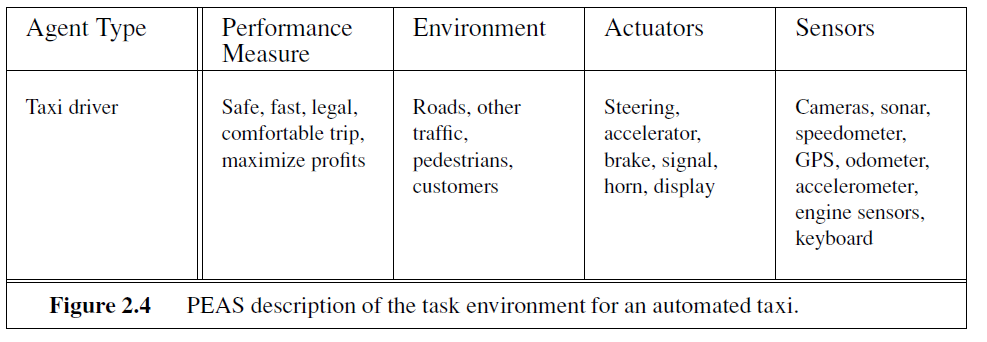 Agent Type
Performance
Measure
Environment
Actuators
Sensors
Taxi driver
Safe, fast, legal,
comfortable trip,
maximize profits
Roads, other
traffic,
pedestrians,
customers
Steering,
accelerator,
brake, signal,
horn, display
Cameras, sonar,
speedometer,
GPS, odometer,
accelerometer,
engine sensors,
keyboard
Figure 2.4 PEAS description of the task environment for an automated taxi.